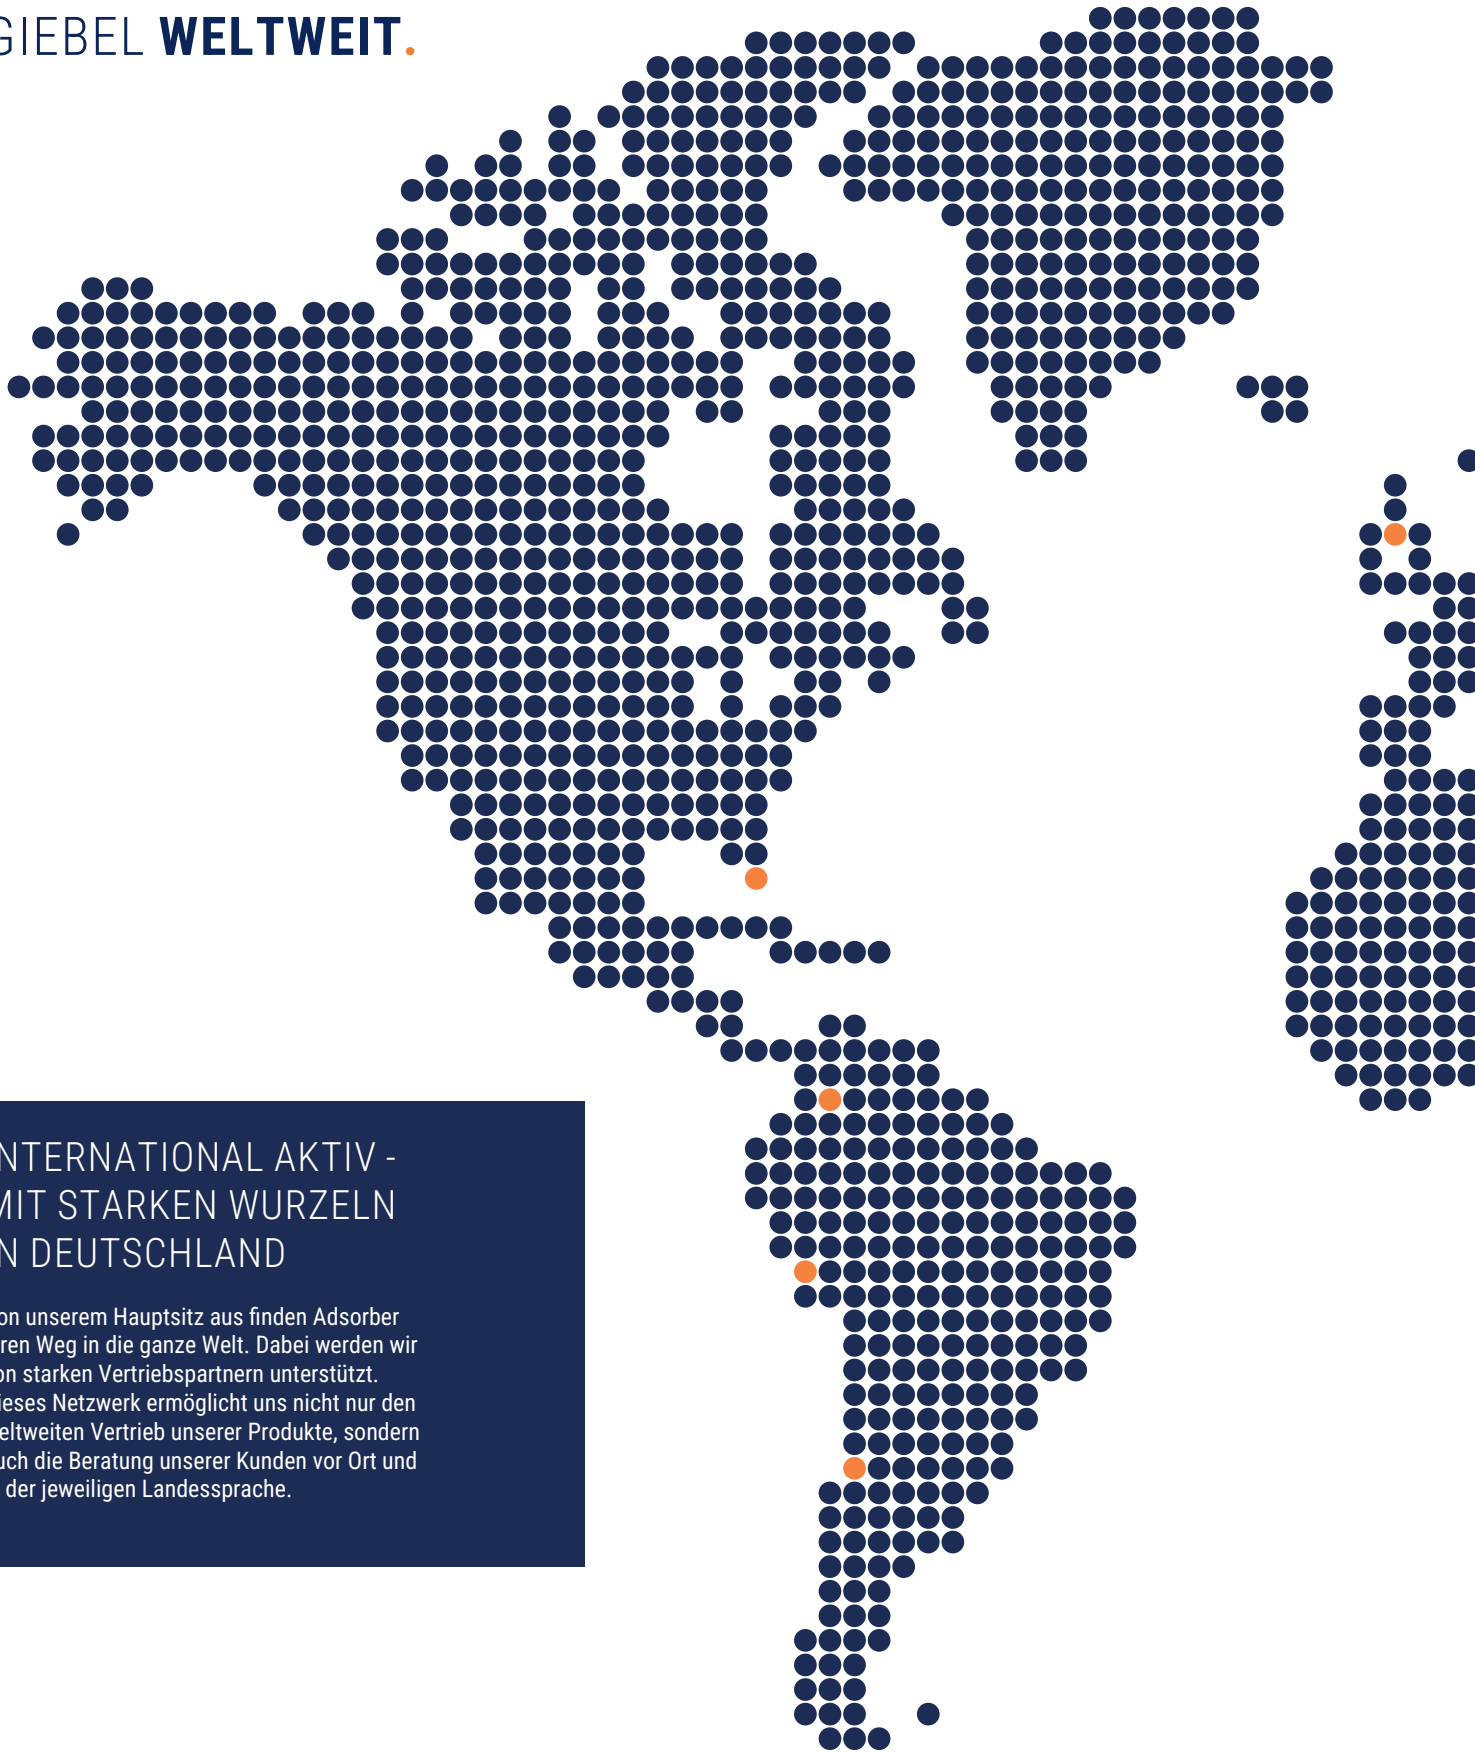 GIEBEL WELTWEIT.
NTERNATIONAL AKTIV -
MIT STARKEN WURZELN
N DEUTSCHLAND
on unserem Hauptsitz aus finden Adsorber
ren Weg in die ganze Welt. Dabei werden wir
on starken Vertriebspartnern unterstützt.
ieses Netzwerk ermöglicht uns nicht nur den
eltweiten Vertrieb unserer Produkte, sondern
uch die Beratung unserer Kunden vor Ort und
der jeweiligen Landessprache.